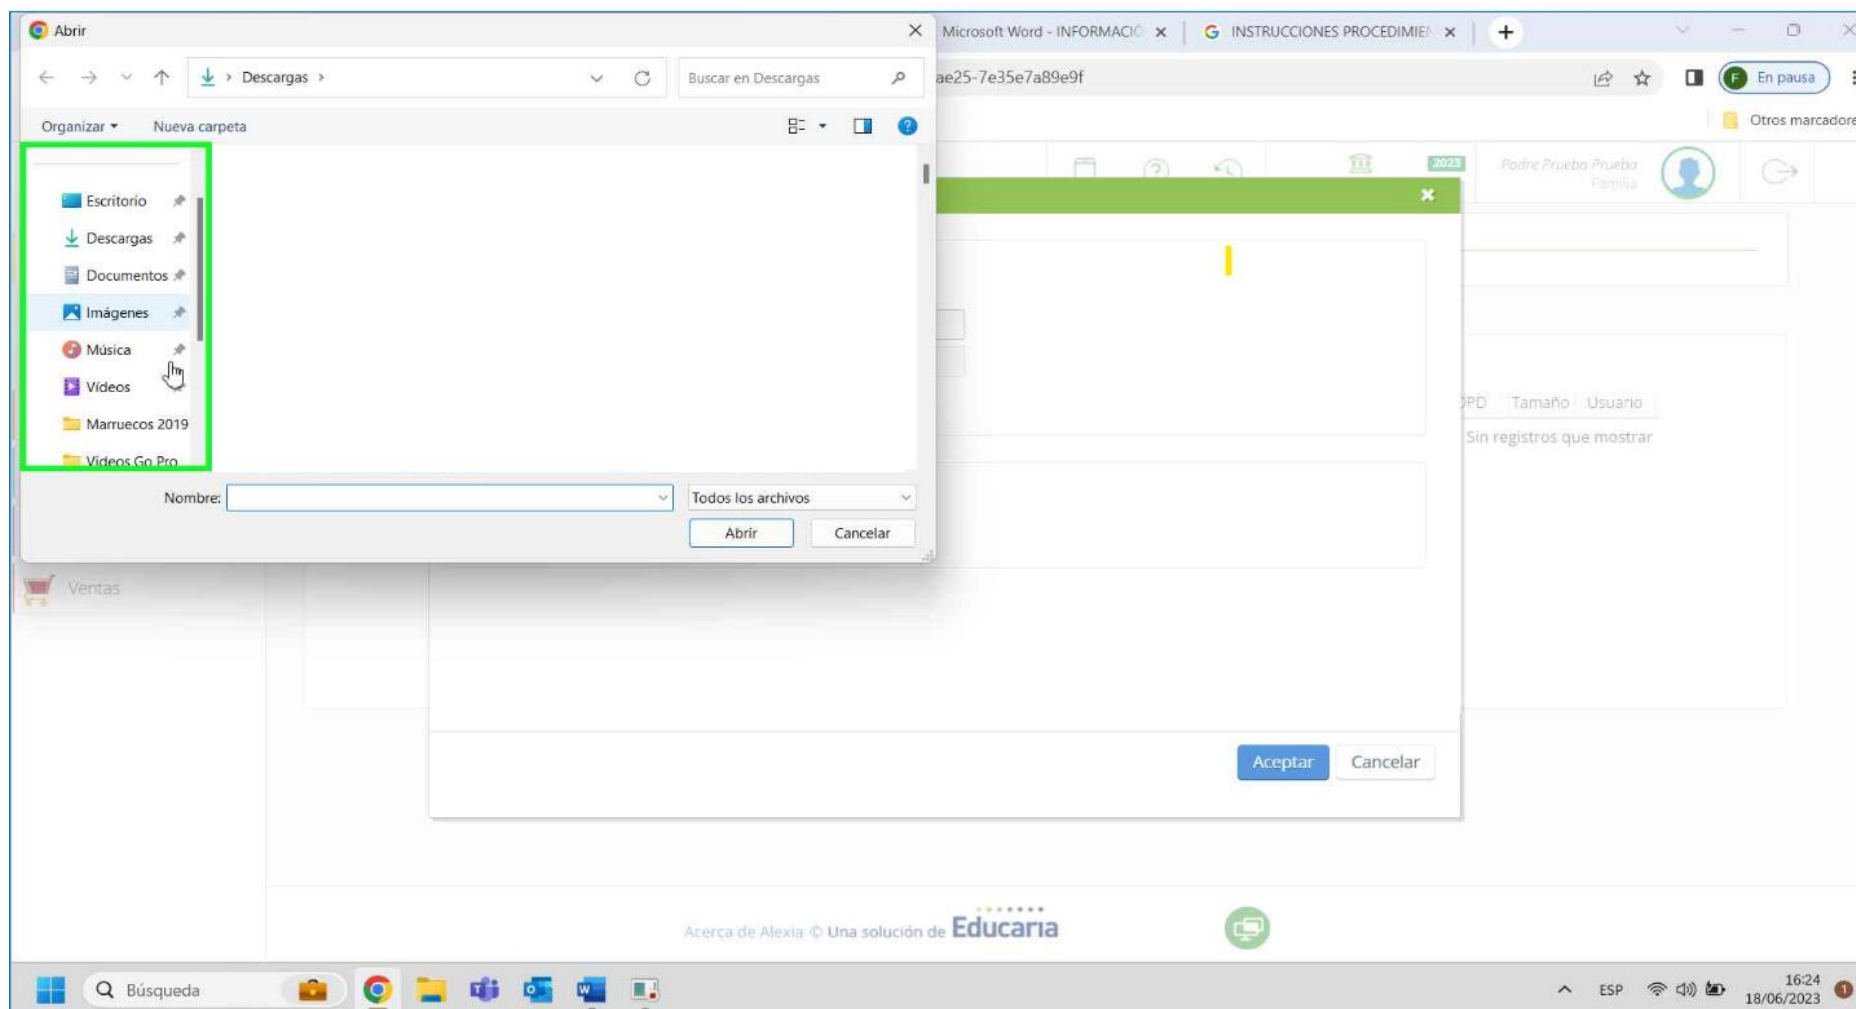 Abrir
Microsoft Word - INFORMACIÓ
INSTRUCCIONES PROCEDIMIEN
Descargas
Buscar en Descargas
ae25-7e35e7a89e9f
F En pausa
Organizar
Nueva carpeta
Otros marcadore
2023
Padre Prueba Prueba
Familia
Escritorio
Descargas
Documentos
Imágenes
Música
Vídeos
Marruecos 2019
Vídeos Go Pro
OPD Tamaño Usuario
Sin registros que mostrar
Nombre:
Todos los archivos
Abrir
Cancelar
Ventas
Aceptar
Cancelar
Acerca de Alexia © Una solución de Educaria
Búsqueda
ESP
16:24
18/06/2023
1